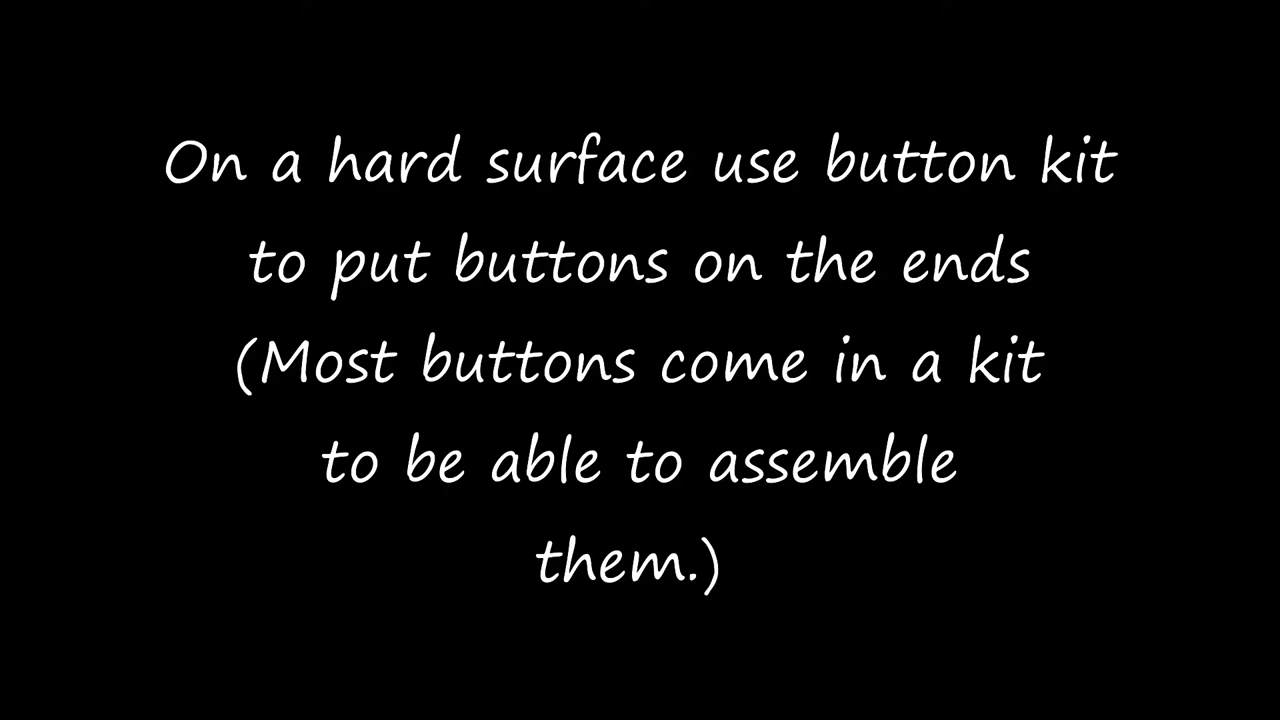 On a hard surface use button kit
to put buttons on the ends
(Most buttons come in a kit
to be able to assemble
them.)